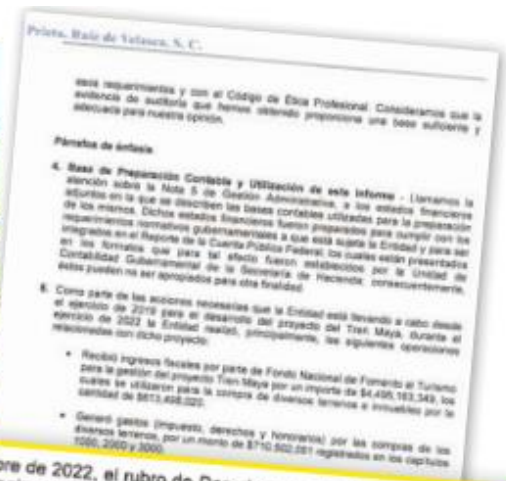 Prieto, Ruiz de Velasco, S. C.
esos requerimientos y con el Código de Ética Profesional. Consideramos que la
evidencia de auditoría que hemos obtenido proporciona una base suficiente y
adecuada para nuestra opinión.
Párrafos de énfasis
4. Base de Preparación Contable y Utilización de este Informe - Llamamos la
atención sobre la Nota 5 de Gestión Administrativa, a los estados financieros
adjuntos en la que se describen las bases contables utilizadas para la preparación
de los mismos. Dichos estados financieros fueron preparados para cumplir con los
requerimientos normativos gubernamentales a que está sujeta la Entidad y para ser
integrados en el Reporte de la Cuenta Pública Federal, los cuales están presentados
en los formatos que para tal efecto fueron establecidos por la Unidad de
Contabilidad Gubernamental de la Secretaría de Hacienda; consecuentemente,
éstos pueden no ser apropiados para otra finalidad.
5. Como parte de las acciones necesarias que la Entidad está llevando a cabo desde
el ejercicio de 2019 para el desarrollo del proyecto del Tren Maya, durante el
ejercicio de 2022 la Entidad realizó, principalmente, las siguientes operaciones
relacionadas con dicho proyecto:
• Recibió ingresos fiscales por parte de Fondo Nacional de Fomento al Turismo
para la gestión del proyecto Tren Maya por un importe de los
cuales se utilizaron para la compra de diversos terrenos e inmuebles por la
cantidad de
• Generó gastos (impuesto, derechos y honorarios) por las compras de los
diversos terrenos, por un monto de registrados en los capítulos
1000, 2000 y 3000.
bre de 2022, el rubro de